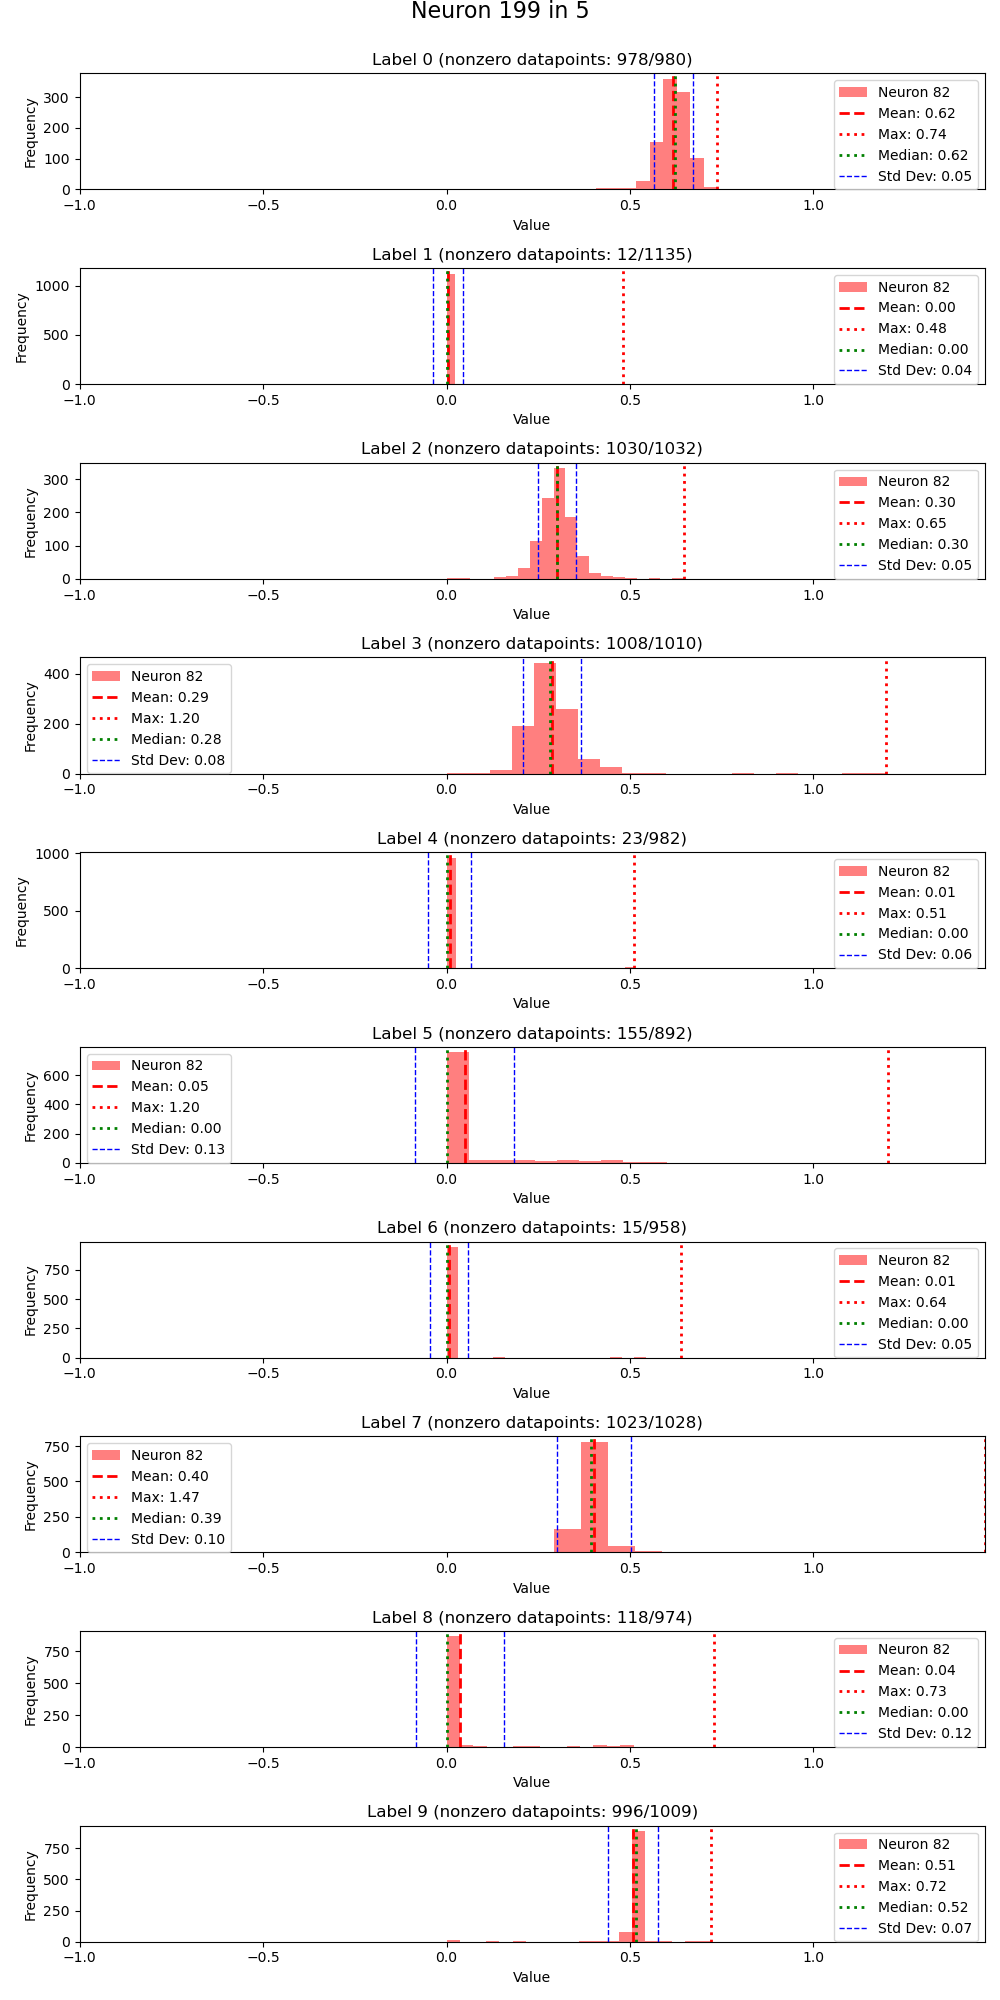 Neuron 199 in 5
Label 0 (nonzero datapoints: 978/980)
Frequency
300
200
100
0
Neuron 82
Mean: 0.62
Max: 0.74
Median: 0.62
Std Dev: 0.05
−1.0 −0.5 0.0 0.5 1.0
Value
Label 1 (nonzero datapoints: 12/1135)
Frequency
1000
500
0
Neuron 82
Mean: 0.00
Max: 0.48
Median: 0.00
Std Dev: 0.04
−1.0 −0.5 0.0 0.5 1.0
Value
Label 2 (nonzero datapoints: 1030/1032)
Frequency
300
200
100
0
Neuron 82
Mean: 0.30
Max: 0.65
Median: 0.30
Std Dev: 0.05
−1.0 −0.5 0.0 0.5 1.0
Value
Label 3 (nonzero datapoints: 1008/1010)
Frequency
400
200
0
Neuron 82
Mean: 0.29
Max: 1.20
Median: 0.28
Std Dev: 0.08
−1.0 −0.5 0.0 0.5 1.0
Value
Label 4 (nonzero datapoints: 23/982)
Frequency
1000
500
0
Neuron 82
Mean: 0.01
Max: 0.51
Median: 0.00
Std Dev: 0.06
−1.0 −0.5 0.0 0.5 1.0
Value
Label 5 (nonzero datapoints: 155/892)
Frequency
600
400
200
0
Neuron 82
Mean: 0.05
Max: 1.20
Median: 0.00
Std Dev: 0.13
−1.0 −0.5 0.0 0.5 1.0
Value
Label 6 (nonzero datapoints: 15/958)
Frequency
750
500
250
0
Neuron 82
Mean: 0.01
Max: 0.64
Median: 0.00
Std Dev: 0.05
−1.0 −0.5 0.0 0.5 1.0
Value
Label 7 (nonzero datapoints: 1023/1028)
Frequency
750
500
250
0
Neuron 82
Mean: 0.40
Max: 1.47
Median: 0.39
Std Dev: 0.10
−1.0 −0.5 0.0 0.5 1.0
Value
Label 8 (nonzero datapoints: 118/974)
Frequency
750
500
250
0
Neuron 82
Mean: 0.04
Max: 0.73
Median: 0.00
Std Dev: 0.12
−1.0 −0.5 0.0 0.5 1.0
Value
Label 9 (nonzero datapoints: 996/1009)
Frequency
750
500
250
0
Neuron 82
Mean: 0.51
Max: 0.72
Median: 0.52
Std Dev: 0.07
−1.0 −0.5 0.0 0.5 1.0
Value